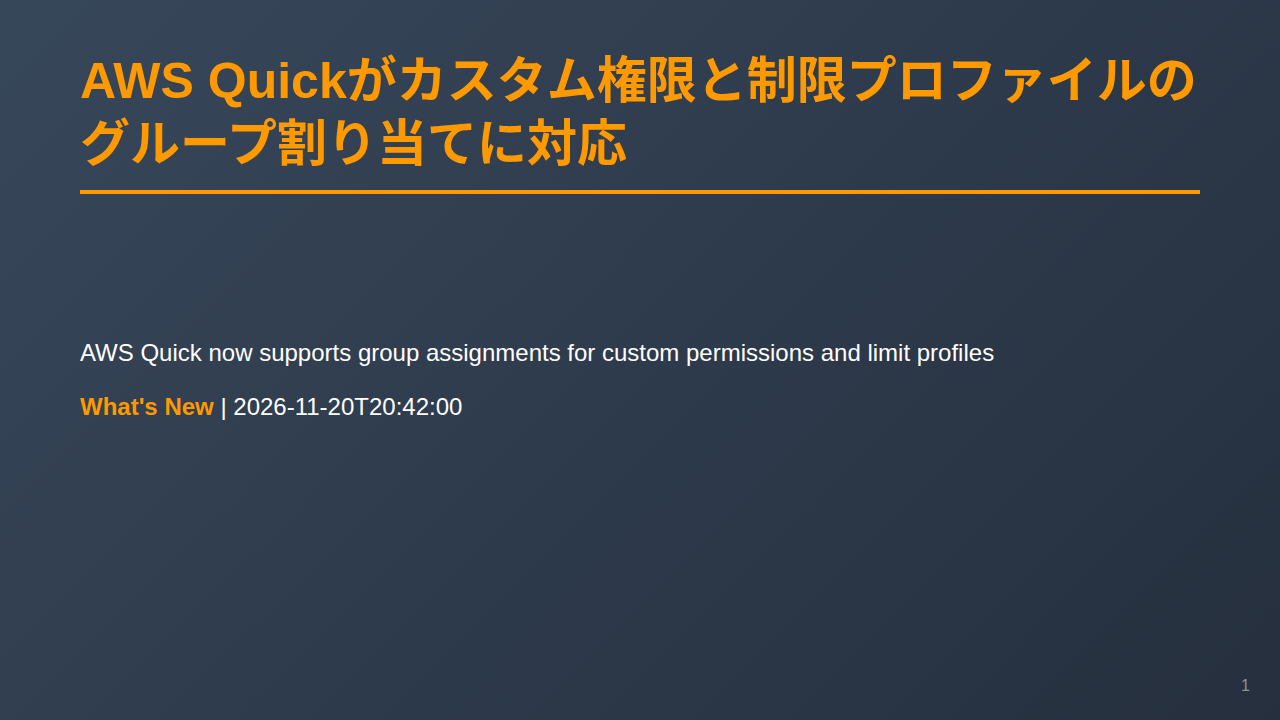 AWS Quickがカスタム権限と制限プロファイルの
グループ割り当てに対応
AWS Quick now supports group assignments for custom permissions and limit profiles
What's New | 2026-11-20T20:42:00
1